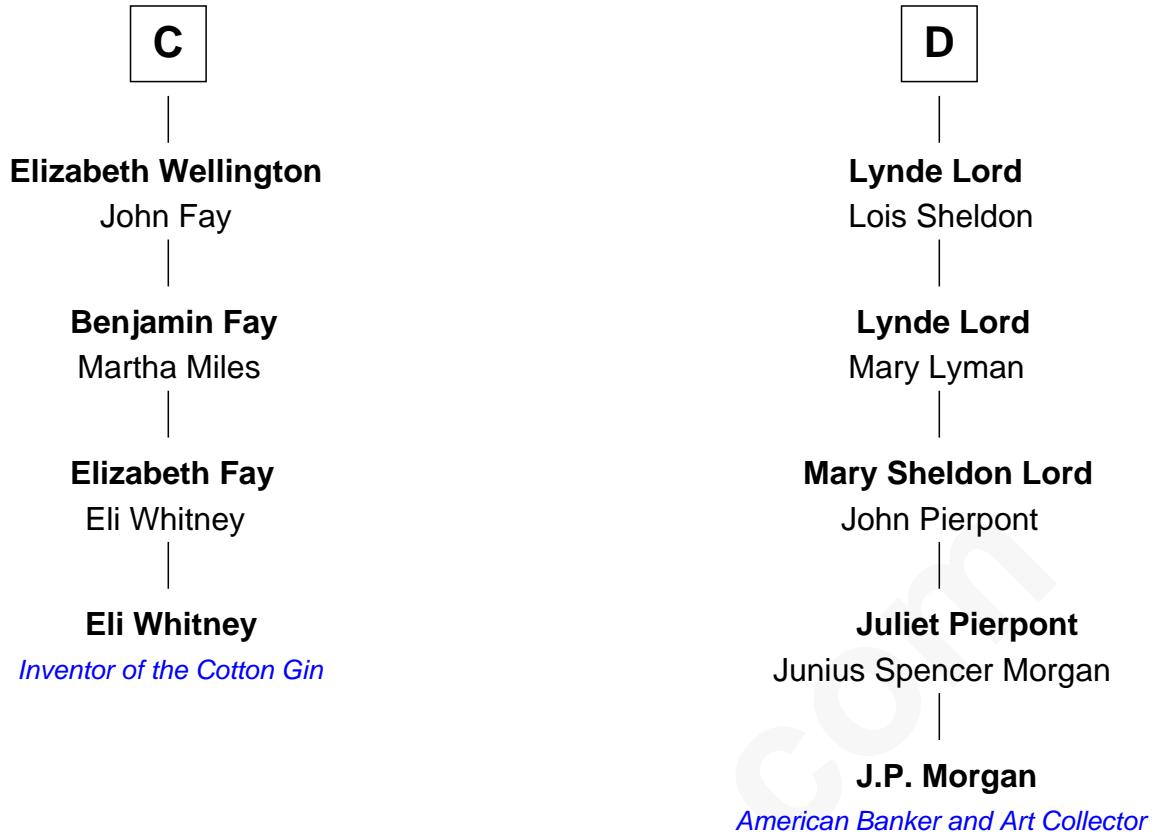 C
Elizabeth Wellington
John Fay
Benjamin Fay
Martha Miles
Elizabeth Fay
Eli Whitney
Eli Whitney
Inventor of the Cotton Gin
D
Lynde Lord
Lois Sheldon
Lynde Lord
Mary Lyman
Mary Sheldon Lord
John Pierpont
Juliet Pierpont
Junius Spencer Morgan
J.P. Morgan
American Banker and Art Collector
com